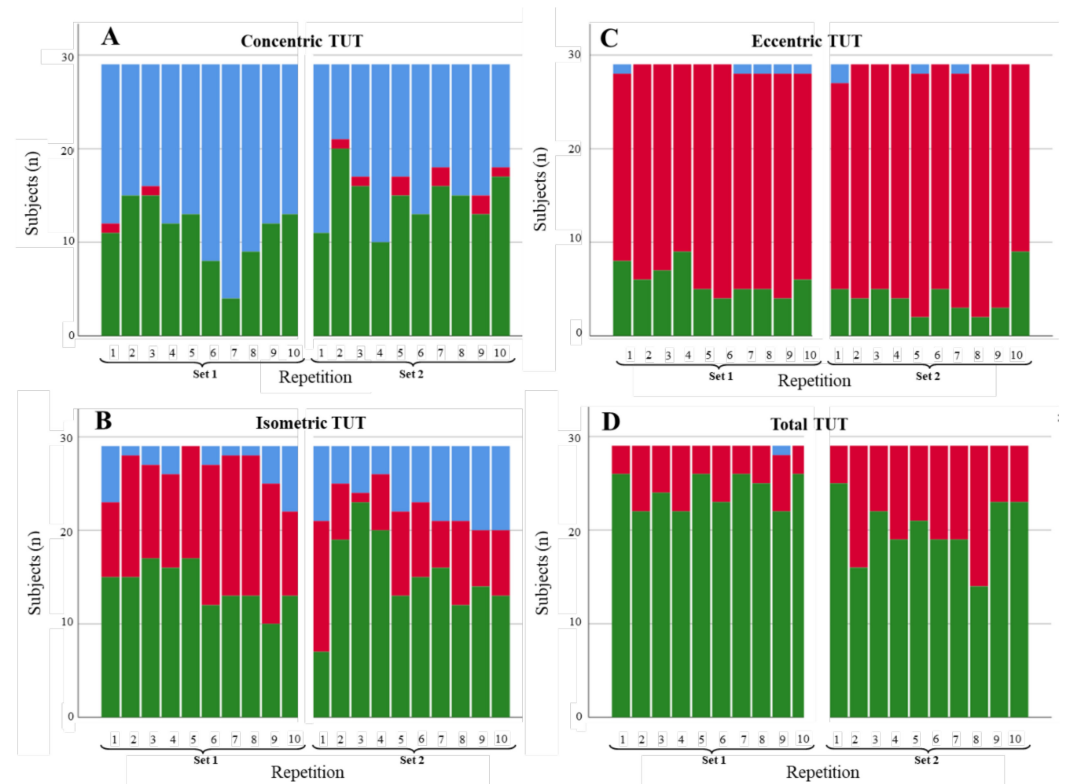 A
Concentric TUT
30
20
10
0
Subjects (n)
1 2 3 4 5 6 7 8 9 10 1 2 3 4 5 6 7 8 9 10
Set 1 Set 2
Repetition
C
Eccentric TUT
30
20
10
0
Subjects (n)
1 2 3 4 5 6 7 8 9 10 1 2 3 4 5 6 7 8 9 10
Set 1 Set 2
Repetition
B
Isometric TUT
30
20
10
0
Subjects (n)
1 2 3 4 5 6 7 8 9 10 1 2 3 4 5 6 7 8 9 10
Set 1 Set 2
Repetition
D
Total TUT
30
20
10
0
Subjects (n)
1 2 3 4 5 6 7 8 9 10 1 2 3 4 5 6 7 8 9 10
Set 1 Set 2
Repetition